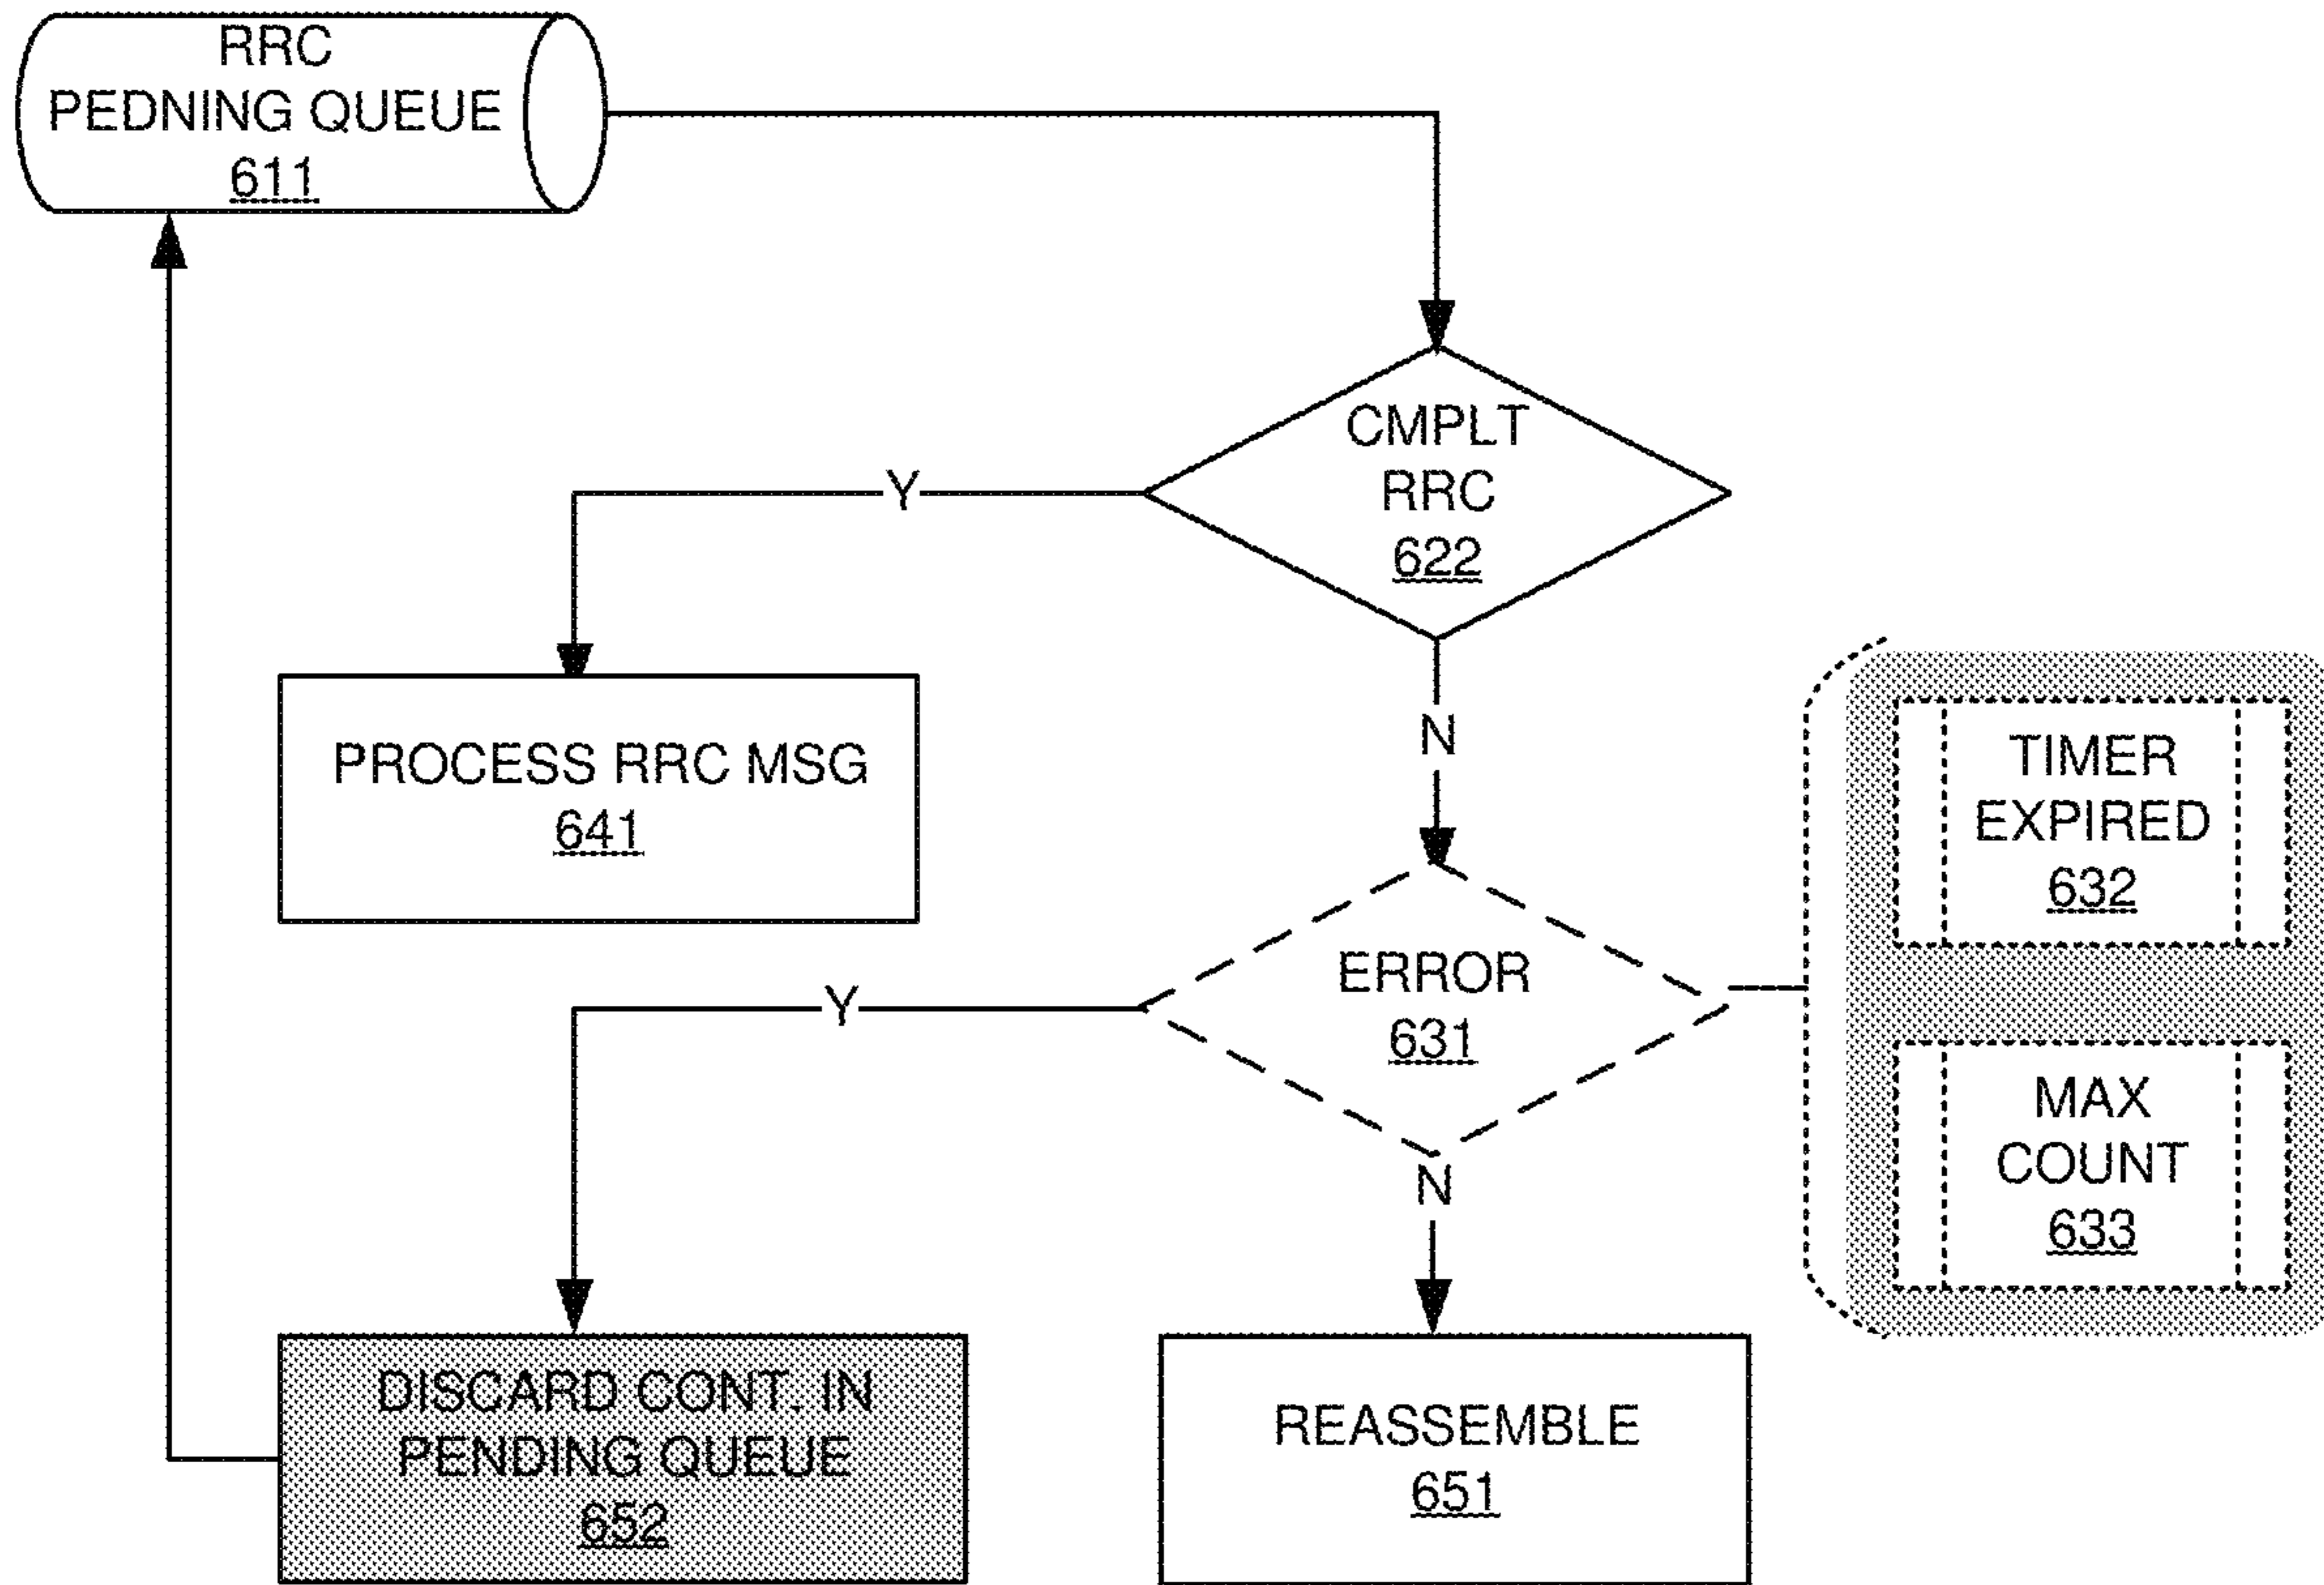 RRC
PEDNING QUEUE
611
CMPLT
RRC
622
Y
N
PROCESS RRC MSG
641
TIMER
EXPIRED
632
ERROR
631
Y
N
MAX
COUNT
633
DISCARD CONT. IN
PENDING QUEUE
652
REASSEMBLE
651